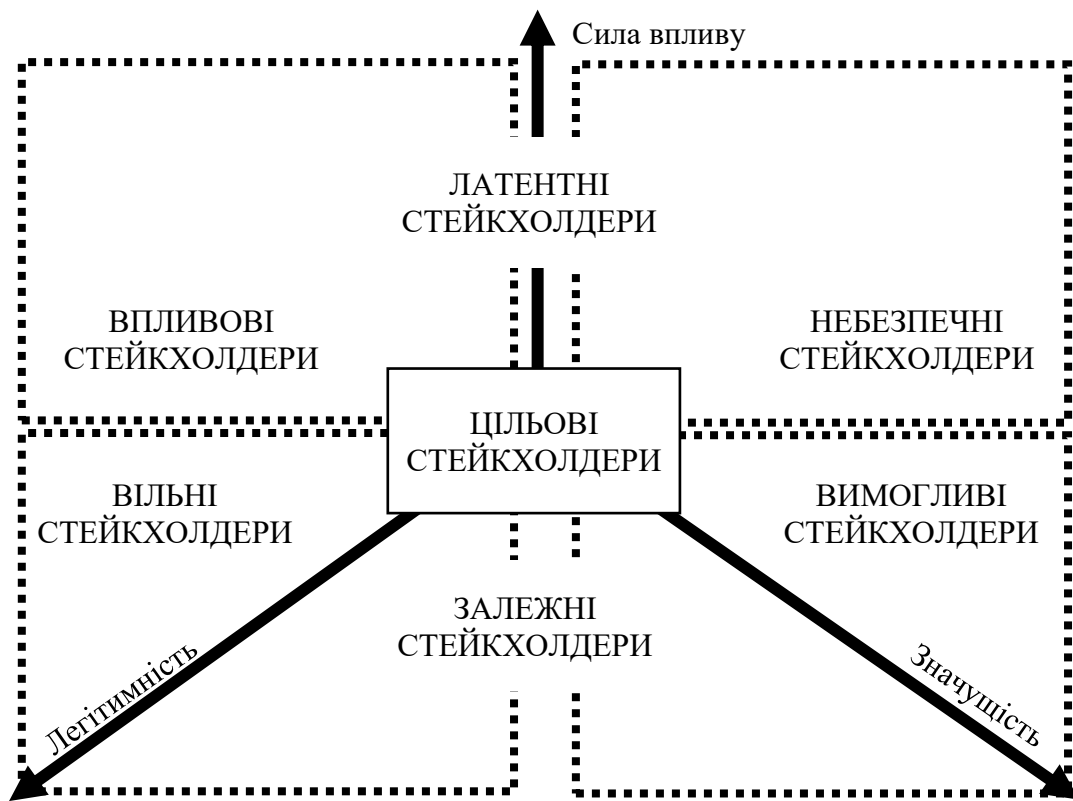 Сила впливу
ЛАТЕНТНІ
СТЕЙКХОЛДЕРИ
ВПЛИВОВІ
СТЕЙКХОЛДЕРИ
НЕБЕЗПЕЧНІ
СТЕЙКХОЛДЕРИ
ЦІЛЬОВІ
СТЕЙКХОЛДЕРИ
ВІЛЬНІ
СТЕЙКХОЛДЕРИ
ВИМОГЛИВІ
СТЕЙКХОЛДЕРИ
ЗАЛЕЖНІ
СТЕЙКХОЛДЕРИ
Легітимність
Значущість